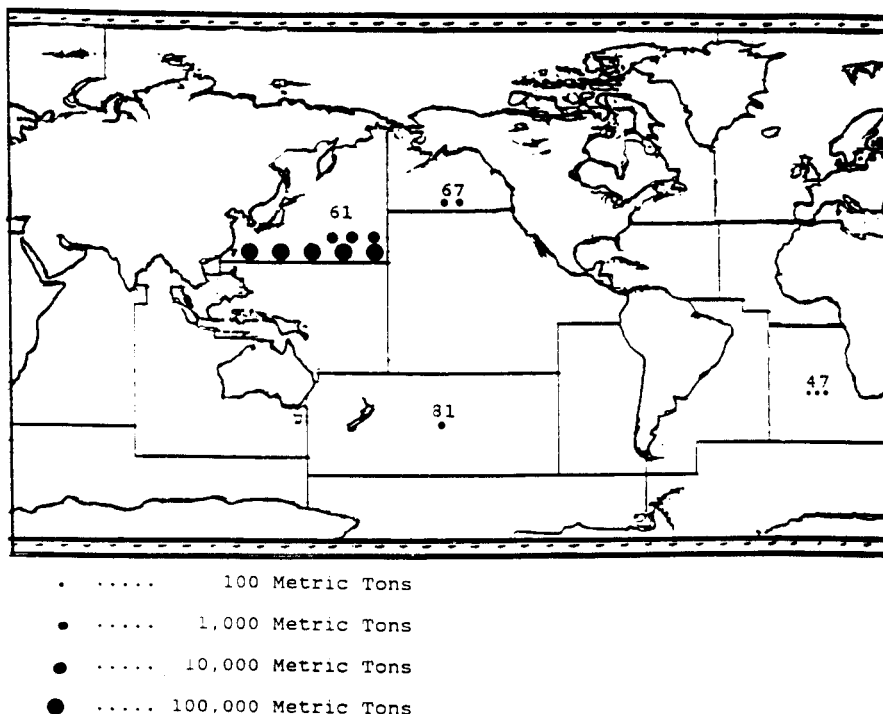 67
61
47
81
. ..... 100 Metric Tons
• ..... 1,000 Metric Tons
● ..... 10,000 Metric Tons
● ..... 100,000 Metric Tons